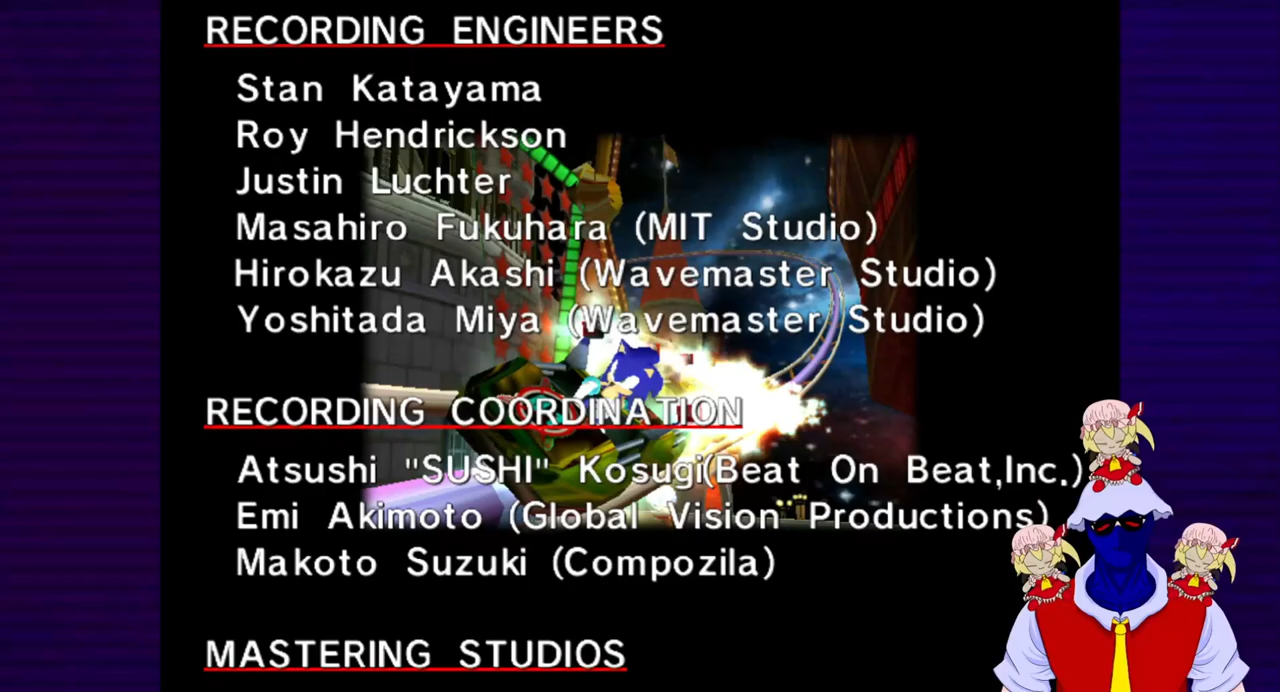 RECORDING ENGINEERS
Stan Katayama
Roy Hendrickson
Justin Luchter
Masahiro Fukuhara (MIT Studio)
Hirokazu Akashi (Wavemaster Studio)
Yoshitada Miya (Wavemaster Studio)
RECORDING COORDINATION
Atsushi "SUSHI" Kosugi(Beat On Beat,Inc.)
Emi Akimoto (Global Vision Productions)
Makoto Suzuki (Compozila)
MASTERING STUDIOS